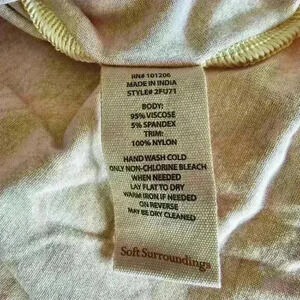 RN# 101206
MADE IN INDIA
STYLE# 2FU71
BODY:
95% VISCOSE
5% SPANDEX
TRIM:
100% NYLON
HAND WASH COLD
ONLY NON-CHLORINE BLEACH
WHEN NEEDED
LAY FLAT TO DRY
WARM IRON IF NEEDED
ON REVERSE
MAY BE DRY CLEANED
Soft Surroundings